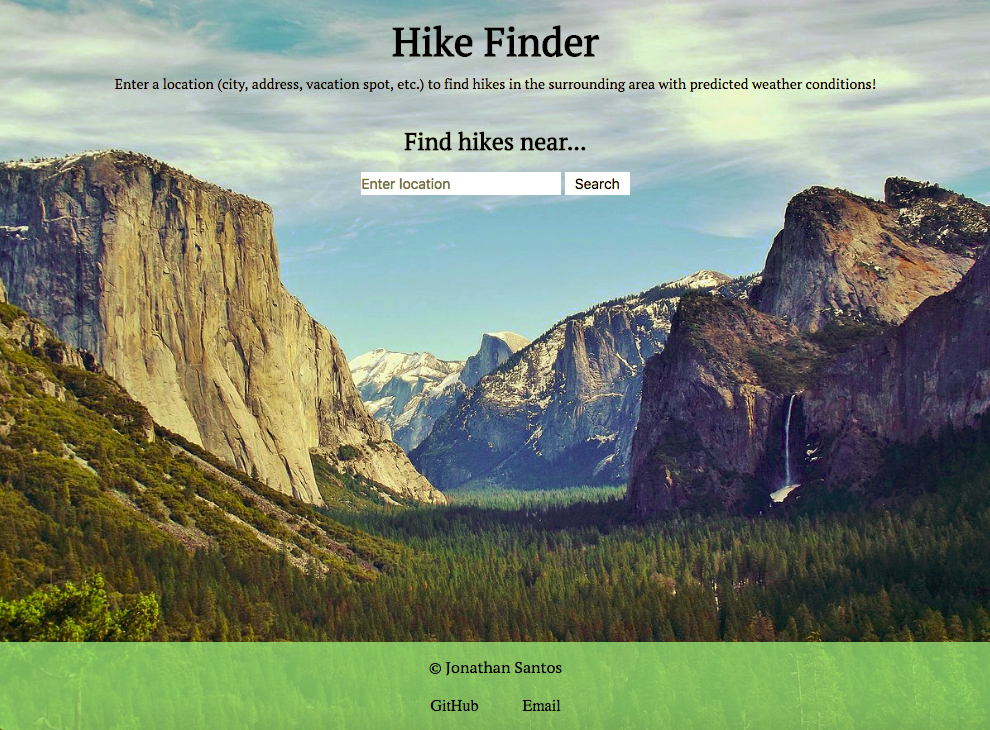 Hike Finder
Enter a location (city, address, vacation spot, etc.) to find hikes in the surrounding area with predicted weather conditions!
Find hikes near...
Enter location Search
© Jonathan Santos
GitHub Email